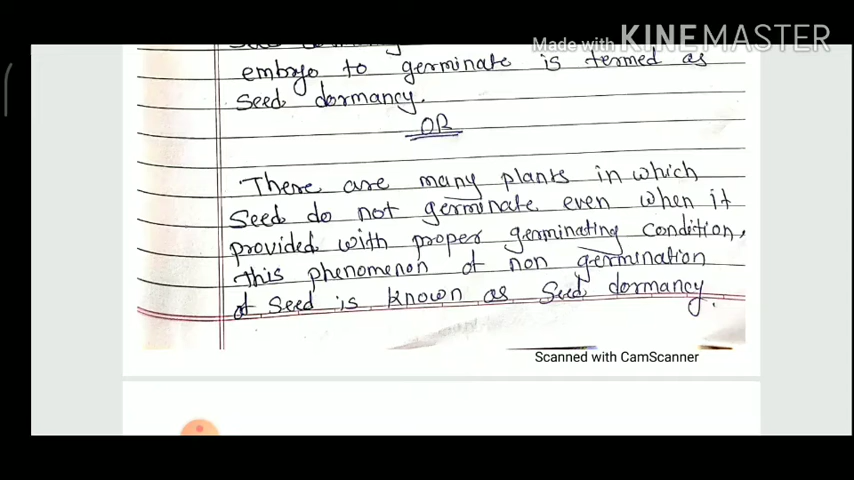 Made with KINEMASTER
embryo to germinate is termed as
Seed dormancy.
OR
There are many plants in which
Seed do not germinate even when it
provided with proper germinating condition,
this phenomenon of non germination
of seed is known as Seed dormancy.
Scanned with CamScanner